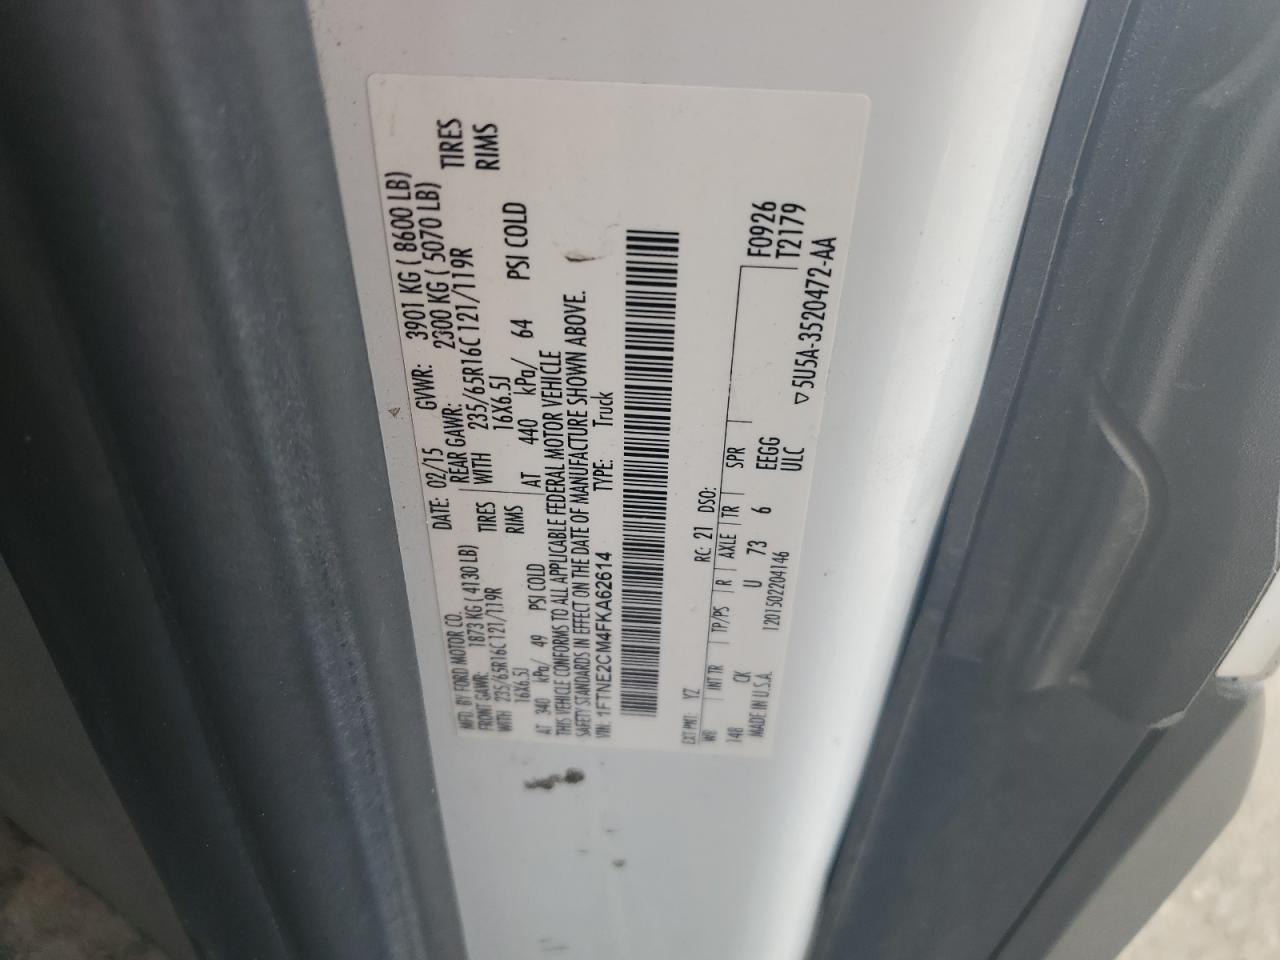 MFD. BY FORD MOTOR CO. DATE: 02/15 GVWR: 3901 KG ( 8600 LB)
FRONT GAWR: 1873 KG ( 4130 LB) REAR GAWR: 2300 KG ( 5070 LB)
WITH 235/65R16C 121/119R TIRES WITH 235/65R16C 121/119R TIRES
16X6.5J RIMS 16X6.5J RIMS
AT 340 kPa/ 49 PSI COLD AT 440 kPa/ 64 PSI COLD
THIS VEHICLE CONFORMS TO ALL APPLICABLE FEDERAL MOTOR VEHICLE
SAFETY STANDARDS IN EFFECT ON THE DATE OF MANUFACTURE SHOWN ABOVE.
VIN: 1FTNE2CM4FKA62614 TYPE: Truck
EXT PNT: YZ RC: 21 DSO:
WB INT TR TP/PS R AXLE TR SPR F0926
148 CK U 73 6 EEGG T2179
MADE IN U.S.A. 1201502204146 ULC
▽5U5A-3520472-AA